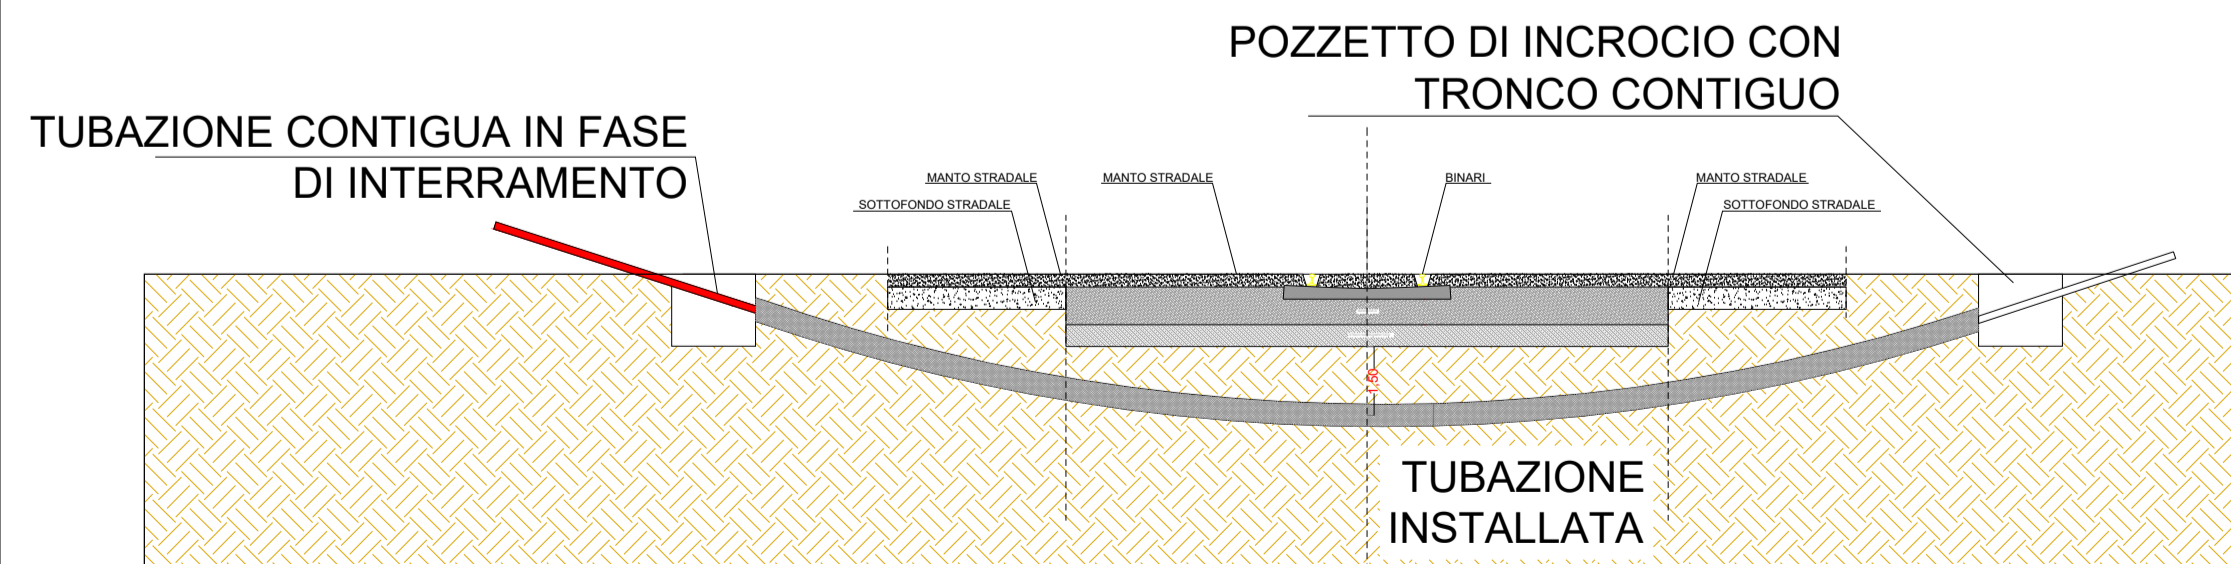 POZZETTO DI INCROCIO CON
TRONCO CONTIGUO
TUBAZIONE CONTIGUA IN FASE
DI INTERRAMENTO
MANTO STRADALE
MANTO STRADALE
BINARI
MANTO STRADALE
SOTTOFONDO STRADALE
SOTTOFONDO STRADALE
1,50
TUBAZIONE
INSTALLATA